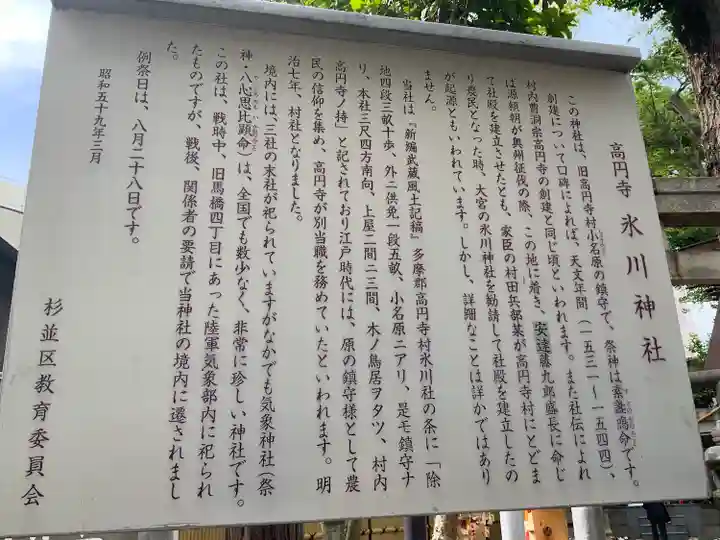 高円寺 氷川神社
この神社は、旧高円寺村小名原の鎮守で、祭神は素盞嗚命です。
創建について口碑によれば、天文年間(一五三一〜一五四四)、
村内曹洞宗高円寺の創建と同じ頃といわれます。また社伝によれ
ば源頼朝が奥州征伐の際、この地に着き、安達藤九郎盛長に命じ
て社殿を建立させたとも、家臣の村田兵部某が高円寺村にとどま
り農民となった時、大宮の氷川神社を勧請して社殿を建立したの
が起源ともいわれています。しかし、詳細なことは詳かではあり
ません。
当社は『新編武蔵風土記稿』多摩郡高円寺村氷川社の条に「除
地四段三畝十歩、外ニ供免一段五畝、小名原ニアリ、是モ鎮守ナ
リ、本社三尺四方南向、上屋二間ニ三間、木ノ鳥居ヲタツ、村内
高円寺ノ持」と記されており江戸時代には、原の鎮守様として農
民の信仰を集め、高円寺が別当職を務めていたといわれます。明
治七年、村社となりました。
境内には、三社の末社が祀られていますがなかでも気象神社(祭
神・八心思比顕命)は、全国でも数少なく、非常に珍しい神社です。
この社は、戦時中、旧馬橋四丁目にあった陸軍気象部内に祀られ
たものですが、戦後、関係者の要請で当神社の境内に遷されまし
た。
例祭日は、八月二十八日です。
昭和五十九年三月
杉並区教育委員会